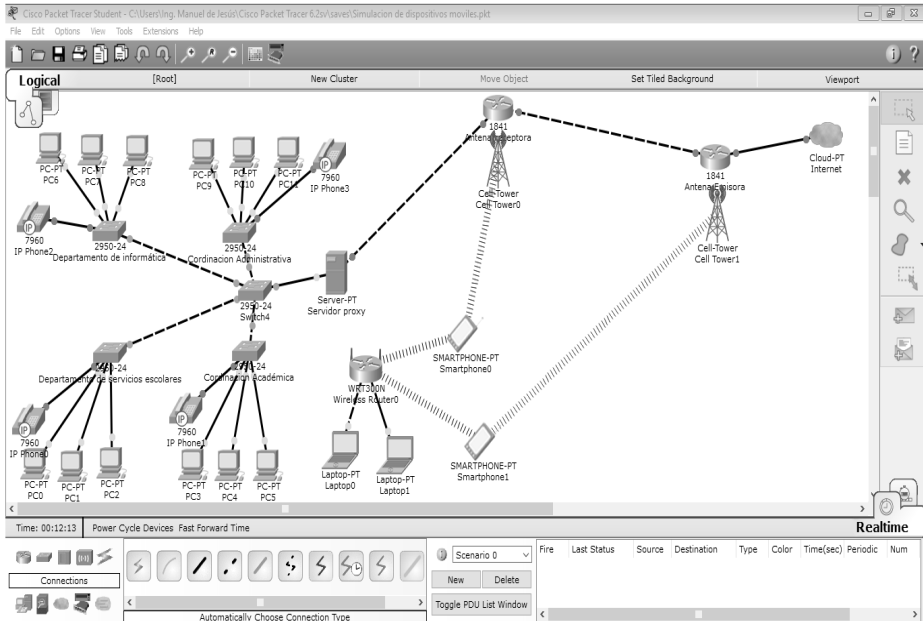 Cisco Packet Tracer Student - C:\Users\Ing. Manuel de Jesús\Cisco Packet Tracer 6.2sv\saves\Simulacion de dispositivos moviles.pkt
File Edit Options View Tools Extensions Help
Logical [Root] New Cluster Move Object Set Tiled Background Viewport
1841
Antena receptora
Cell-Tower
Cell Tower0
1841
Antena Emisora
Cell-Tower
Cell Tower1
Cloud-PT
Internet
PC-PT
PC6
PC-PT
PC7
PC-PT
PC8
PC-PT
PC9
PC-PT
PC10
PC-PT
PC11
IP
7960
IP Phone3
IP
7960
IP Phone2
2950-24
Departamento de informática
2950-24
Cordinacion Administrativa
2950-24
Switch4
Server-PT
Servidor proxy
2950-24
Departamento de servicios escolares
2950-24
Cordinacion Académica
SMARTPHONE-PT
Smartphone0
WRT300N
Wireless Router0
IP
7960
IP Phone0
IP
7960
IP Phone1
PC-PT
PC0
PC-PT
PC1
PC-PT
PC2
PC-PT
PC3
PC-PT
PC4
PC-PT
PC5
Laptop-PT
Laptop0
Laptop-PT
Laptop1
SMARTPHONE-PT
Smartphone1
Time: 00:12:13 Power Cycle Devices Fast Forward Time Realtime
Connections
Automatically Choose Connection Type
Scenario 0
New Delete
Toggle PDU List Window
Fire Last Status Source Destination Type Color Time(sec) Periodic Num